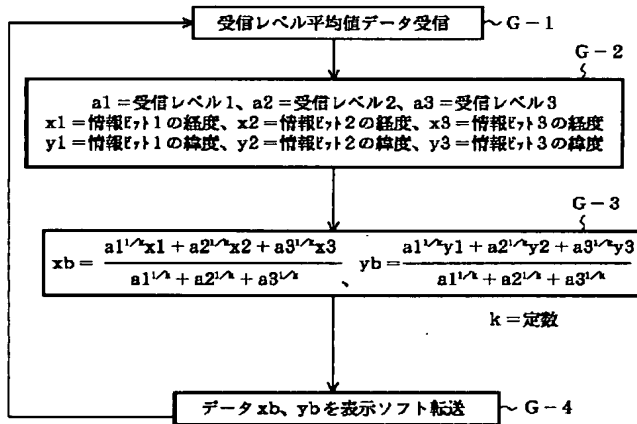 受信レベル平均値データ受信 ～G－1
G－2
a1＝受信レベル1、a2＝受信レベル2、a3＝受信レベル3
x1＝情報ﾋﾞｯﾄ1の経度、x2＝情報ﾋﾞｯﾄ2の経度、x3＝情報ﾋﾞｯﾄ3の経度
y1＝情報ﾋﾞｯﾄ1の緯度、y2＝情報ﾋﾞｯﾄ2の緯度、y3＝情報ﾋﾞｯﾄ3の緯度
G－3
xb＝ (a1^{1/k}x1＋a2^{1/k}x2＋a3^{1/k}x3)/(a1^{1/k}＋a2^{1/k}＋a3^{1/k})、 yb＝ (a1^{1/k}y1＋a2^{1/k}y2＋a3^{1/k}y3)/(a1^{1/k}＋a2^{1/k}＋a3^{1/k})
k＝定数
データxb、ybを表示ソフト転送 ～G－4